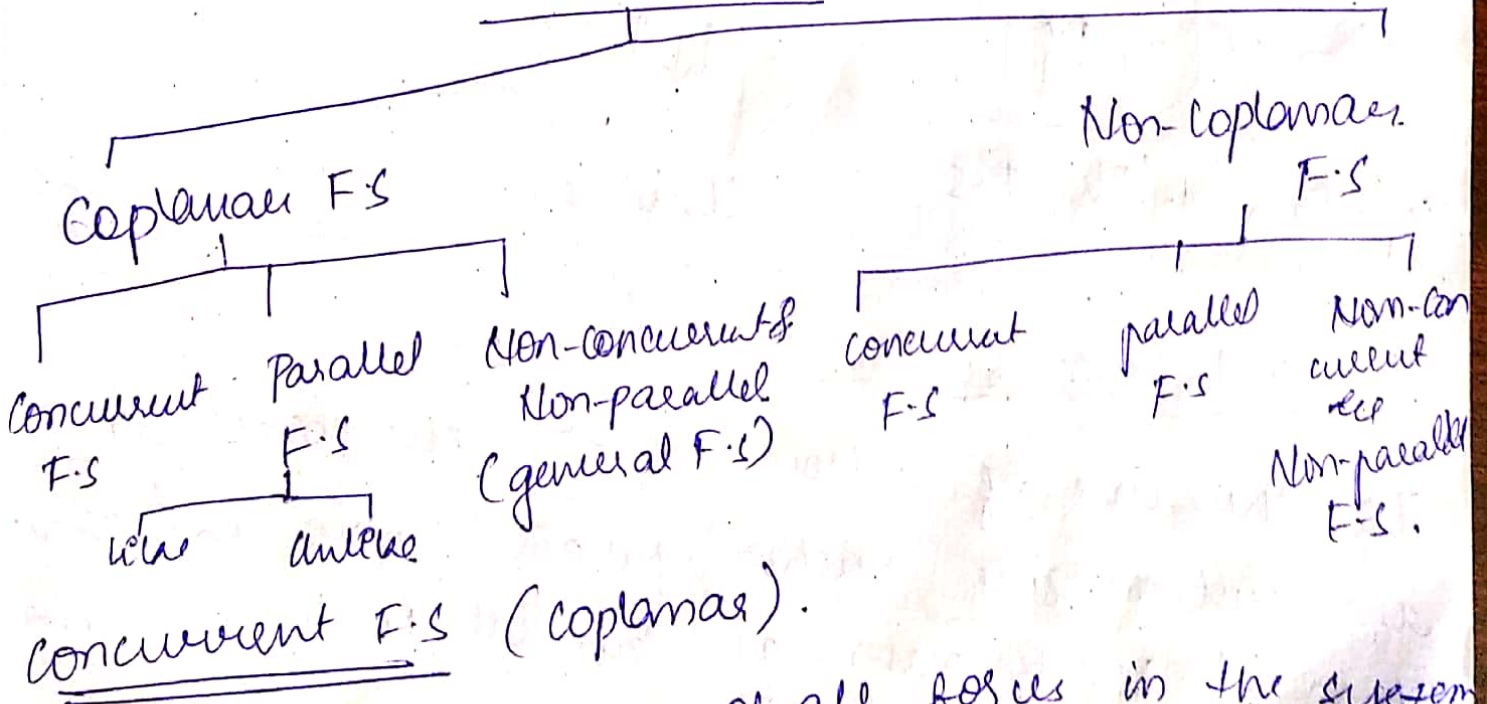 Coplanar F.S
Non-Coplanar
F.S
Concurrent
F.S
Parallel
F.S
like
unlike
Non-concurrent &
Non-parallel
(general F.S)
Concurrent
F.S
parallel
F.S
Non-con
current
Non-parallel
F.S.
Concurrent F.S (Coplanar).
all forces in the system